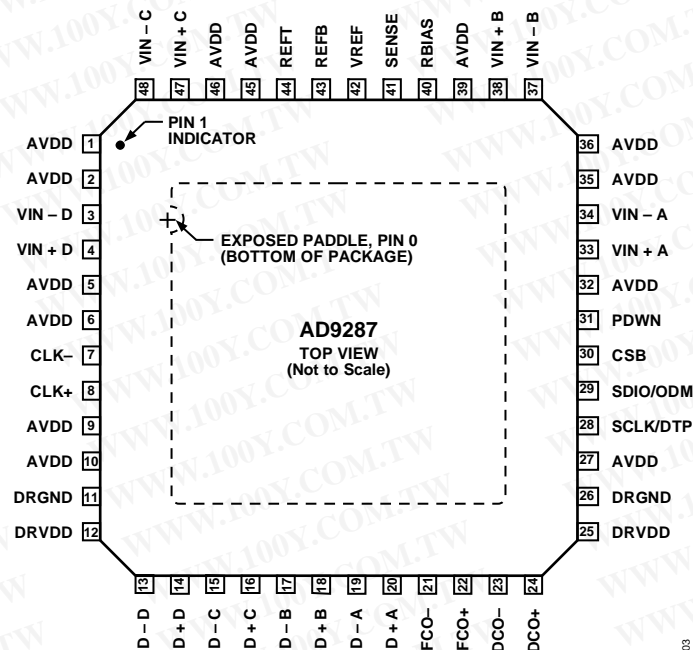 VIN – C
VIN + C
AVDD
AVDD
REFT
REFB
VREF
SENSE
RBIAS
AVDD
VIN + B
VIN – B
48
47
46
45
44
43
42
41
40
39
38
37
PIN 1
INDICATOR
AVDD 1
AVDD 2
VIN – D 3
VIN + D 4
AVDD 5
AVDD 6
CLK– 7
CLK+ 8
AVDD 9
AVDD 10
DRGND 11
DRVDD 12
EXPOSED PADDLE, PIN 0
(BOTTOM OF PACKAGE)
AD9287
TOP VIEW
(Not to Scale)
36 AVDD
35 AVDD
34 VIN – A
33 VIN + A
32 AVDD
31 PDWN
30 CSB
29 SDIO/ODM
28 SCLK/DTP
27 AVDD
26 DRGND
25 DRVDD
13
14
15
16
17
18
19
20
21
22
23
24
D – D
D + D
D – C
D + C
D – B
D + B
D – A
D + A
FCO–
FCO+
DCO–
DCO+
03
WWW.100Y.COM.TW